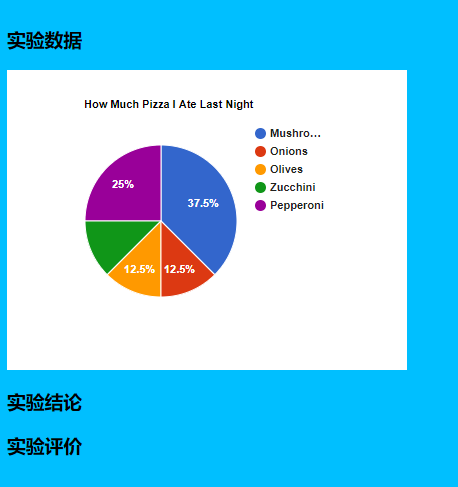 实验数据
How Much Pizza I Ate Last Night
Mushro...
Onions
Olives
Zucchini
Pepperoni
25%
37.5%
12.5%
12.5%
实验结论
实验评价